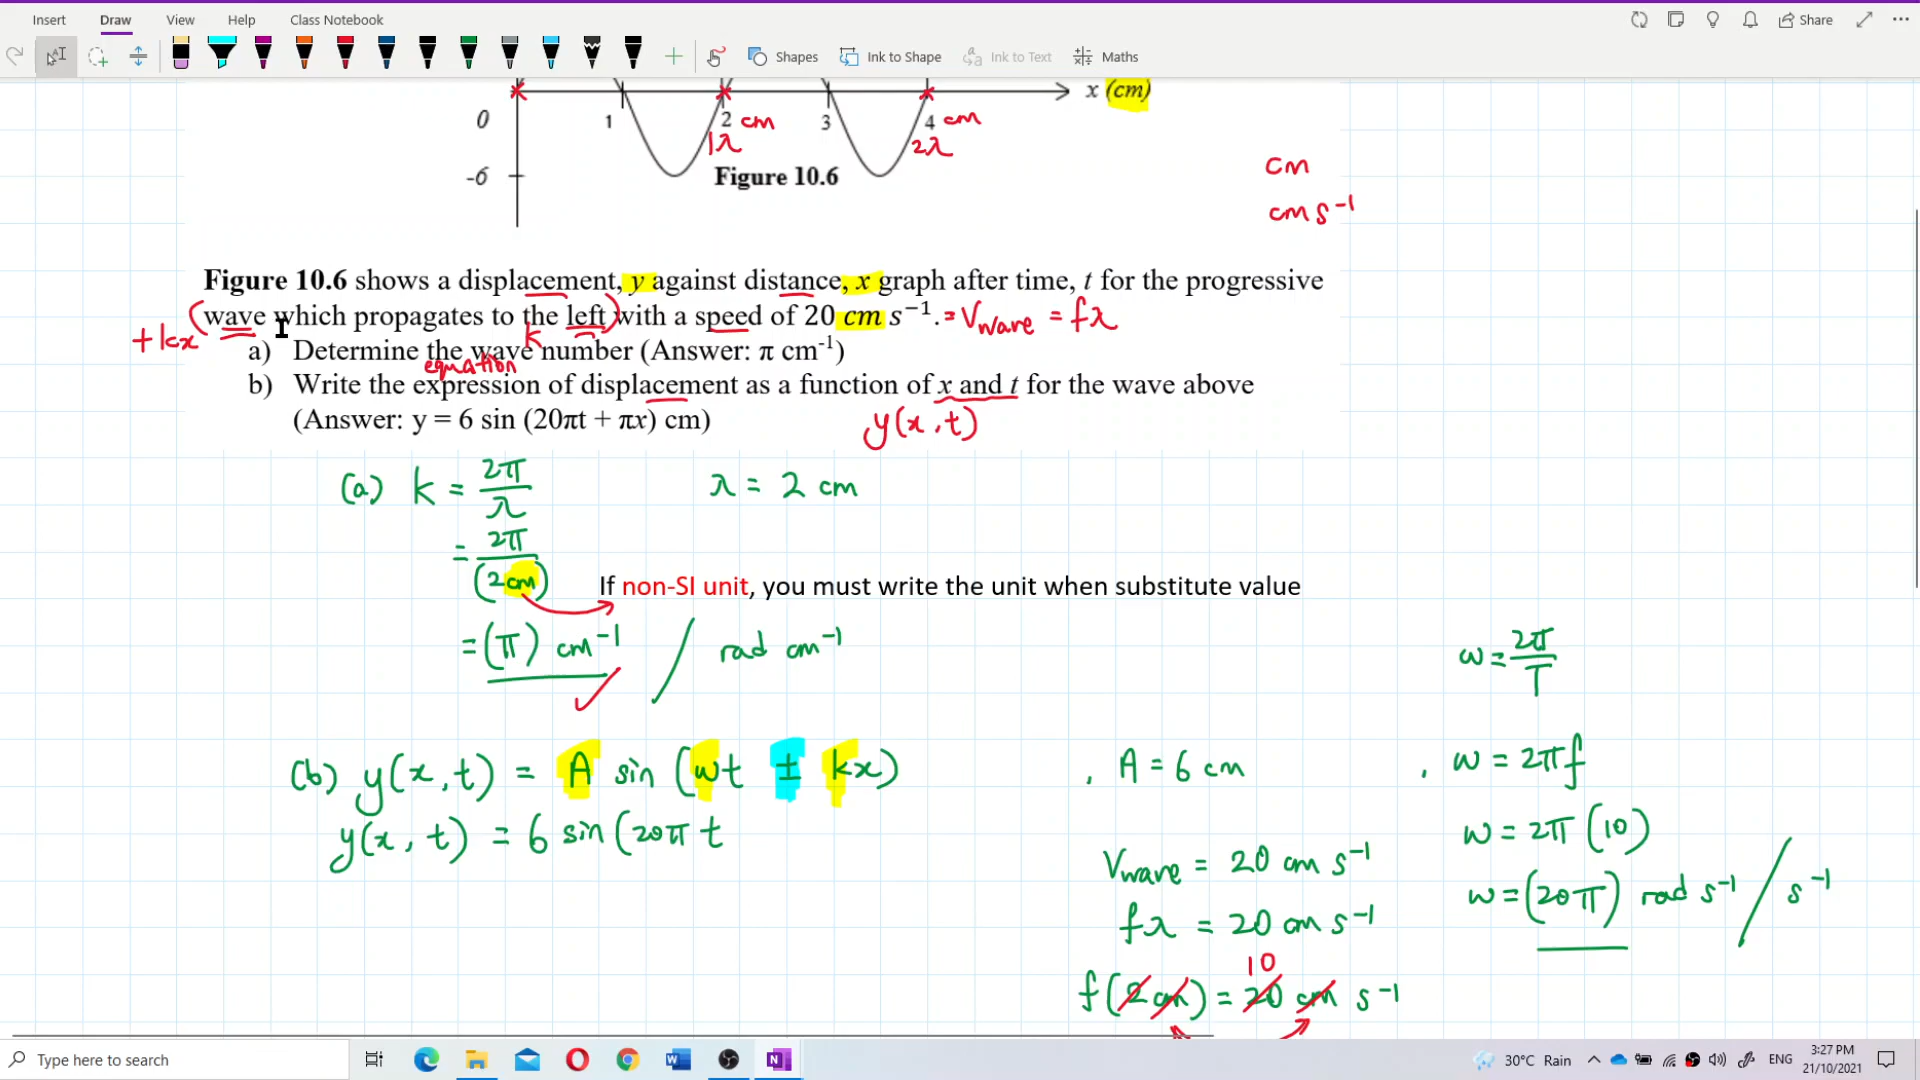 Insert Draw View Help Class Notebook Share
Shapes Ink to Shape Ink to Text Maths
x (cm)
0 1 2 cm 3 4 cm
1λ 2λ
-6 Figure 10.6
cm
cm s⁻¹
Figure 10.6 shows a displacement, y against distance, x graph after time, t for the progressive
(wave which propagates to the left) with a speed of 20 cm s⁻¹. = Vwave = fλ
+kx
k
a) Determine the wave number (Answer: π cm⁻¹)
equation
b) Write the expression of displacement as a function of x and t for the wave above
(Answer: y = 6 sin (20πt + πx) cm)
y(x,t)
(a) k = 2π/λ λ = 2 cm
= 2π/(2cm)
If non-SI unit, you must write the unit when substitute value
= (π) cm⁻¹ / rad cm⁻¹
ω = 2π/T
(b) y(x,t) = A sin (ωt ± kx) , A = 6 cm , ω = 2πf
y(x,t) = 6 sin (20π t
ω = 2π (10)
Vwave = 20 cm s⁻¹
ω = (20π) rad s⁻¹ / s⁻¹
fλ = 20 cm s⁻¹
10
f(2cm) = 20 cm s⁻¹
Type here to search 30°C Rain ENG 3:27 PM
21/10/2021